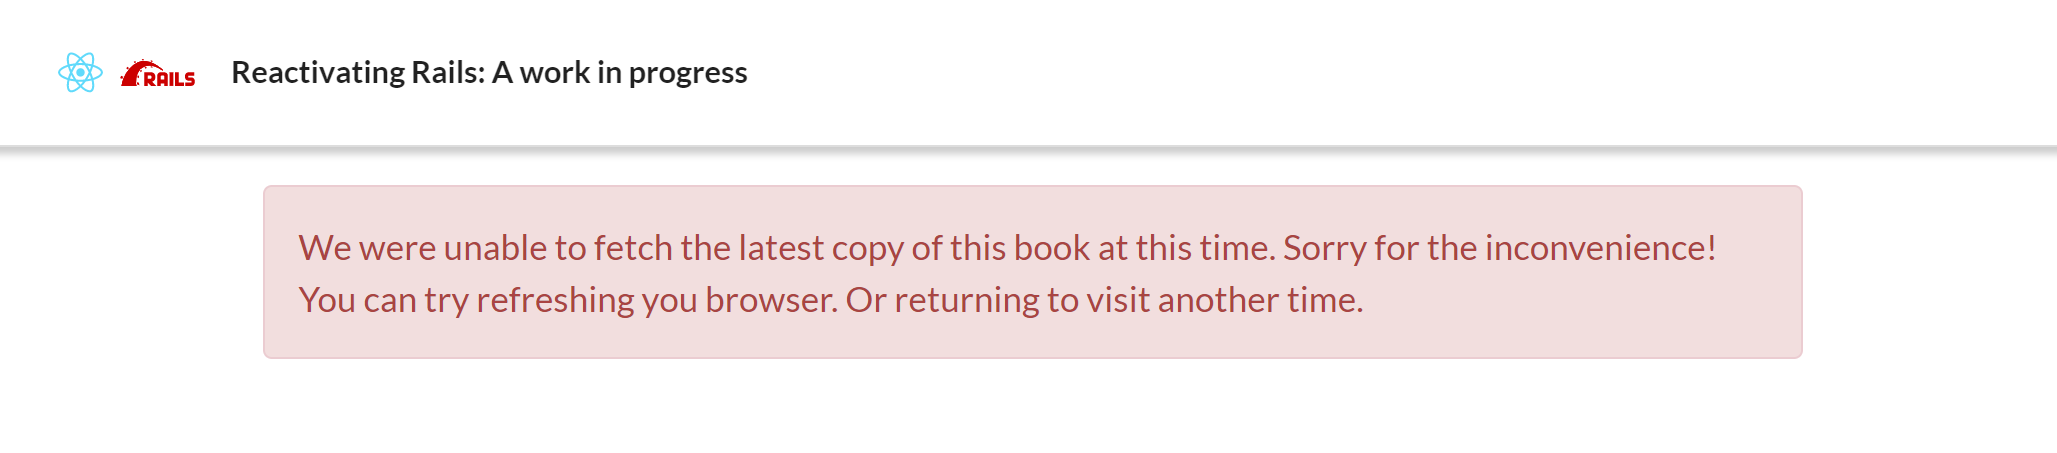 RAILS
Reactivating Rails: A work in progress
We were unable to fetch the latest copy of this book at this time. Sorry for the inconvenience!
You can try refreshing you browser. Or returning to visit another time.